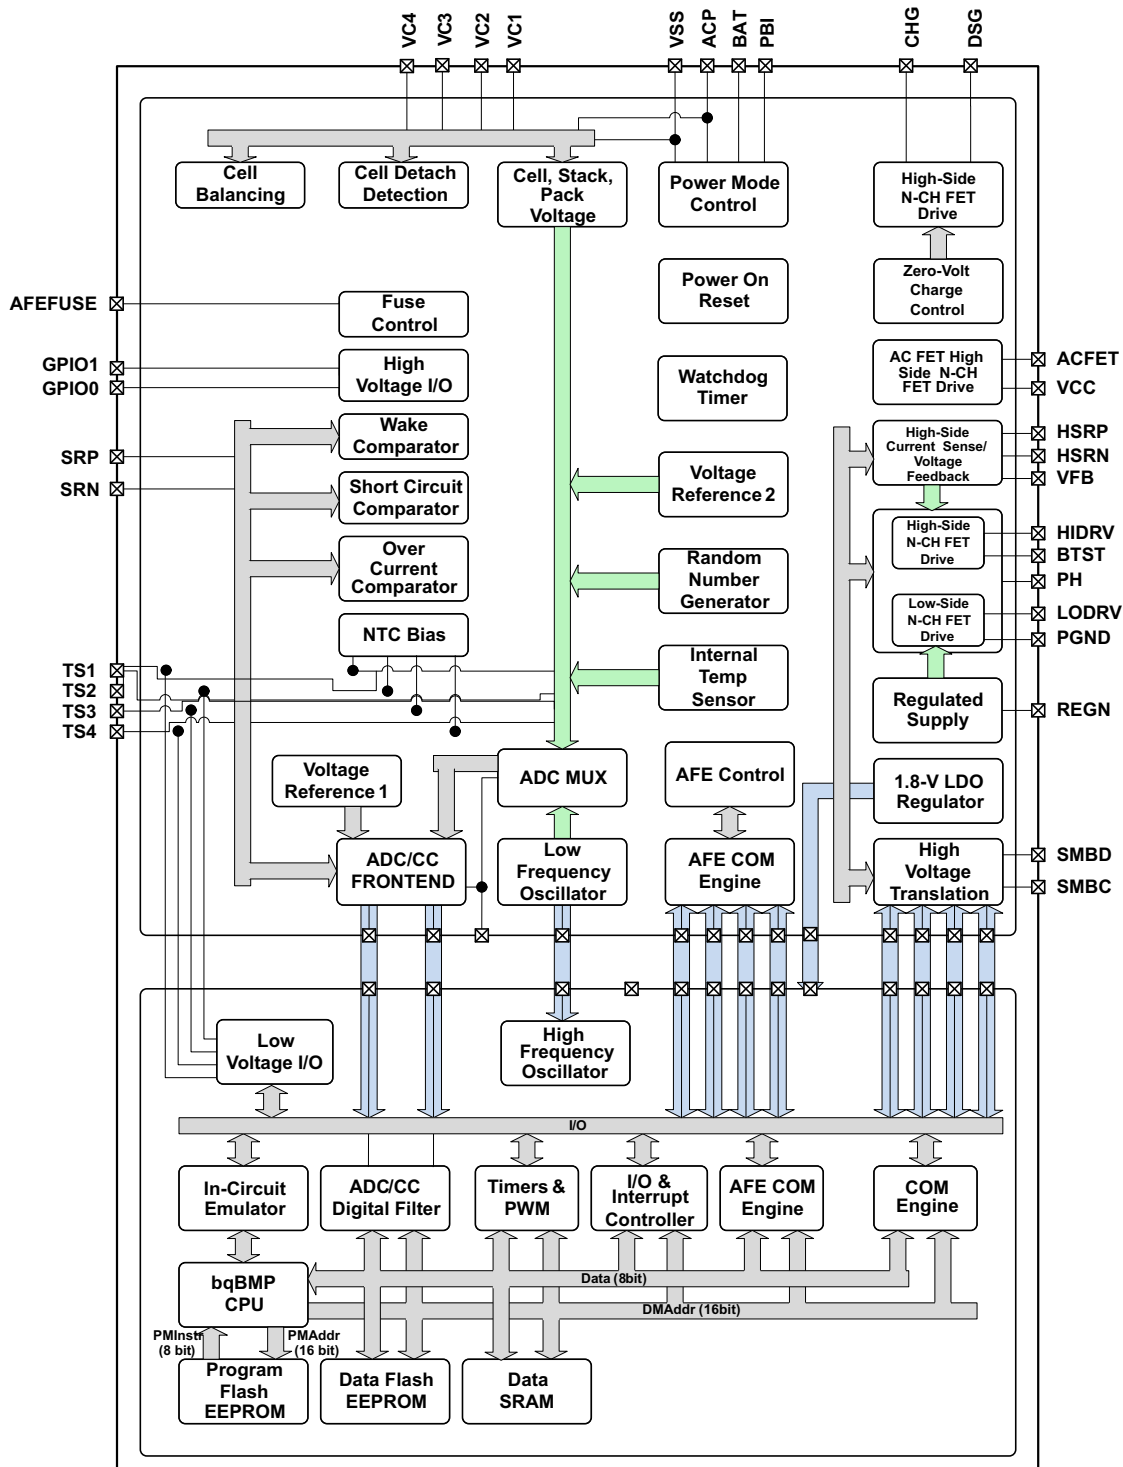 VC4
VC3
VC2
VC1
VSS
ACP
BAT
PBI
CHG
DSG
Cell
Balancing
Cell Detach
Detection
Cell, Stack,
Pack
Voltage
Power Mode
Control
High-Side
N-CH FET
Drive
AFEFUSE
Fuse
Control
Power On
Reset
Zero-Volt
Charge
Control
GPIO1
GPIO0
High
Voltage I/O
Watchdog
Timer
AC FET High
Side N-CH
FET Drive
ACFET
VCC
SRP
SRN
Wake
Comparator
Short Circuit
Comparator
Over
Current
Comparator
NTC Bias
Voltage
Reference 2
Random
Number
Generator
Internal
Temp
Sensor
High-Side
Current Sense/
Voltage
Feedback
HSRP
HSRN
VFB
High-Side
N-CH FET
Drive
HIDRV
BTST
PH
Low-Side
N-CH FET
Drive
LODRV
PGND
TS1
TS2
TS3
TS4
Regulated
Supply
REGN
Voltage
Reference 1
ADC MUX
AFE Control
1.8-V LDO
Regulator
ADC/CC
FRONTEND
Low
Frequency
Oscillator
AFE COM
Engine
High
Voltage
Translation
SMBD
SMBC
Low
Voltage I/O
High
Frequency
Oscillator
I/O
In-Circuit
Emulator
ADC/CC
Digital Filter
Timers &
PWM
I/O &
Interrupt
Controller
AFE COM
Engine
COM
Engine
bqBMP
CPU
Data (8bit)
DMAddr (16bit)
PMInstr
(8 bit)
PMAddr
(16 bit)
Program
Flash
EEPROM
Data Flash
EEPROM
Data
SRAM